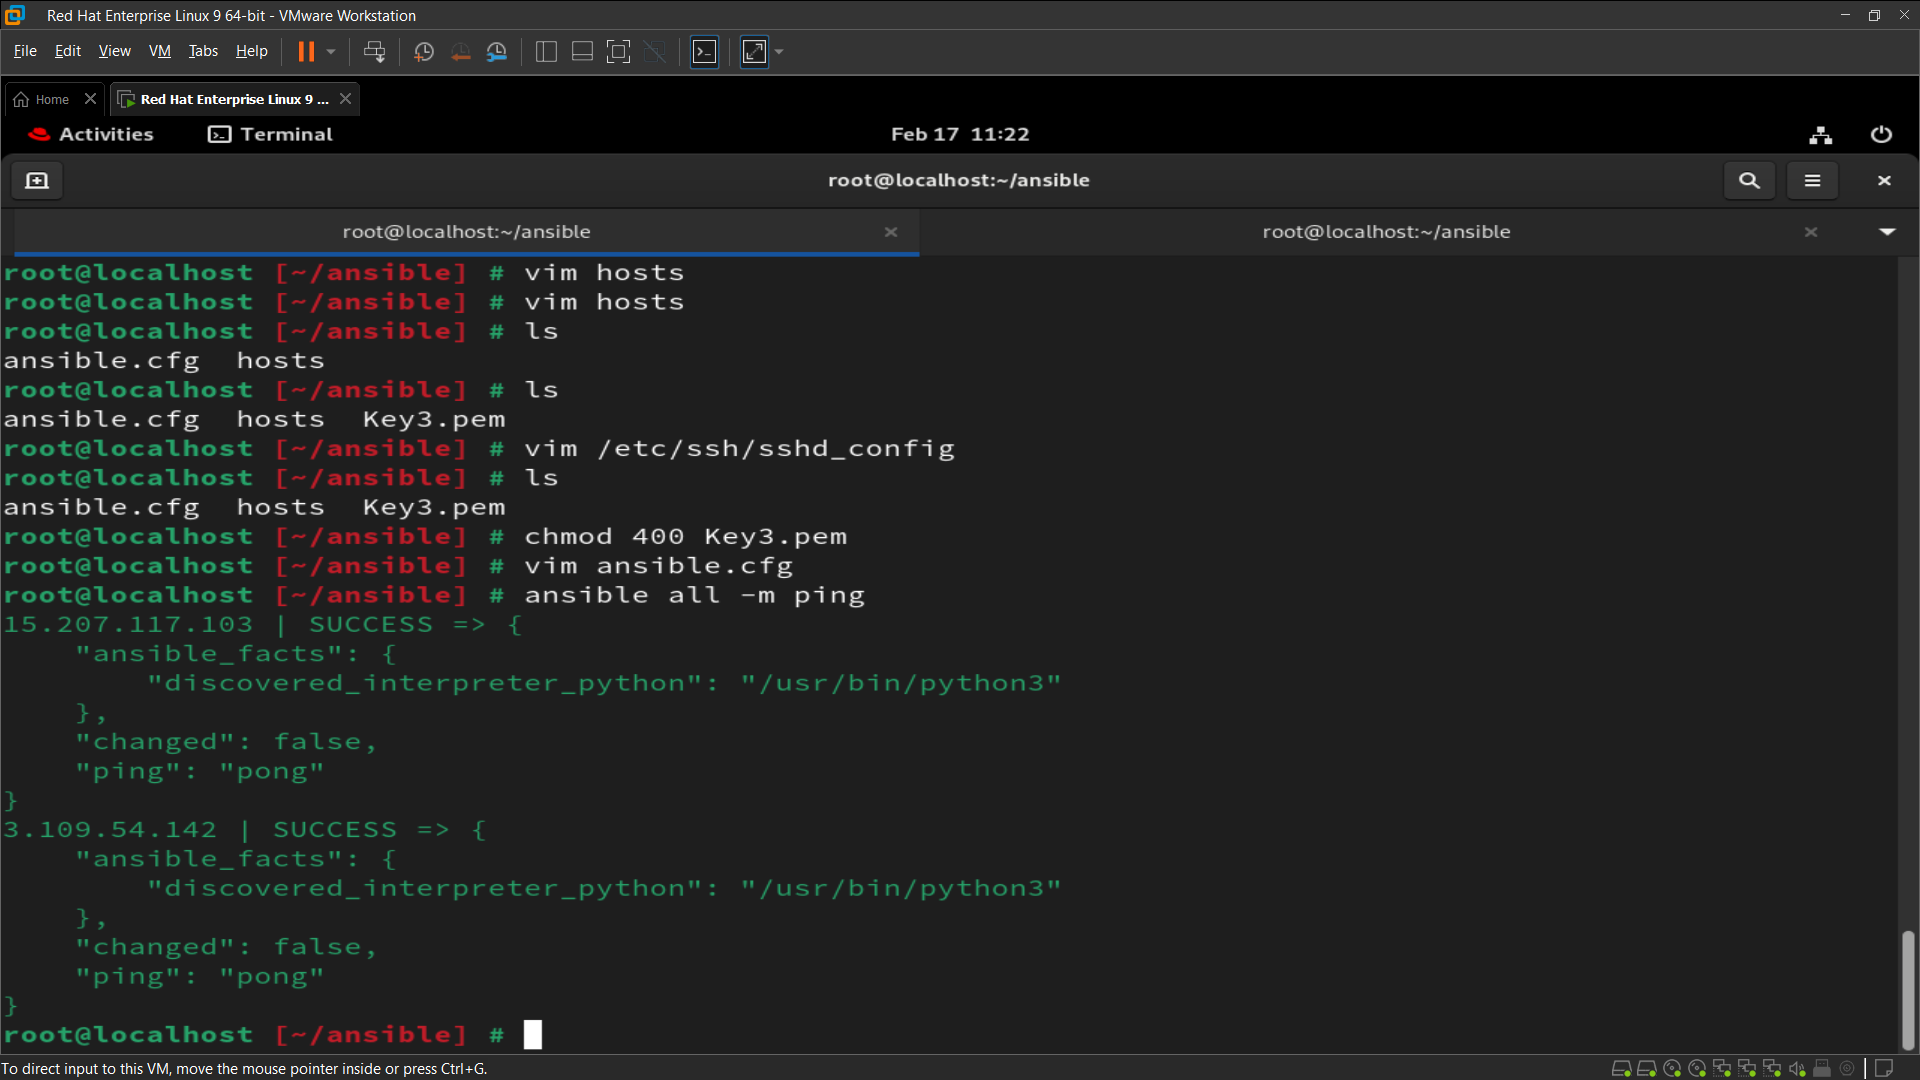 Red Hat Enterprise Linux 9 64-bit - VMware Workstation
File Edit View VM Tabs Help
Home Red Hat Enterprise Linux 9 ...
Activities Terminal Feb 17 11:22
root@localhost:~/ansible
root@localhost:~/ansible root@localhost:~/ansible
root@localhost [~/ansible] # vim hosts
root@localhost [~/ansible] # vim hosts
root@localhost [~/ansible] # ls
ansible.cfg  hosts
root@localhost [~/ansible] # ls
ansible.cfg  hosts  Key3.pem
root@localhost [~/ansible] # vim /etc/ssh/sshd_config
root@localhost [~/ansible] # ls
ansible.cfg  hosts  Key3.pem
root@localhost [~/ansible] # chmod 400 Key3.pem
root@localhost [~/ansible] # vim ansible.cfg
root@localhost [~/ansible] # ansible all -m ping
15.207.117.103 | SUCCESS => {
    "ansible_facts": {
        "discovered_interpreter_python": "/usr/bin/python3"
    },
    "changed": false,
    "ping": "pong"
}
3.109.54.142 | SUCCESS => {
    "ansible_facts": {
        "discovered_interpreter_python": "/usr/bin/python3"
    },
    "changed": false,
    "ping": "pong"
}
root@localhost [~/ansible] #
To direct input to this VM, move the mouse pointer inside or press Ctrl+G.